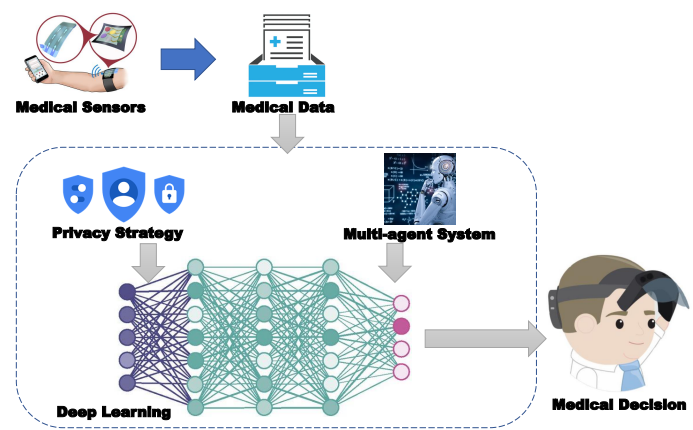 Medical Sensors
Medical Data
Privacy Strategy
Multi-agent System
Deep Learning
Medical Decision